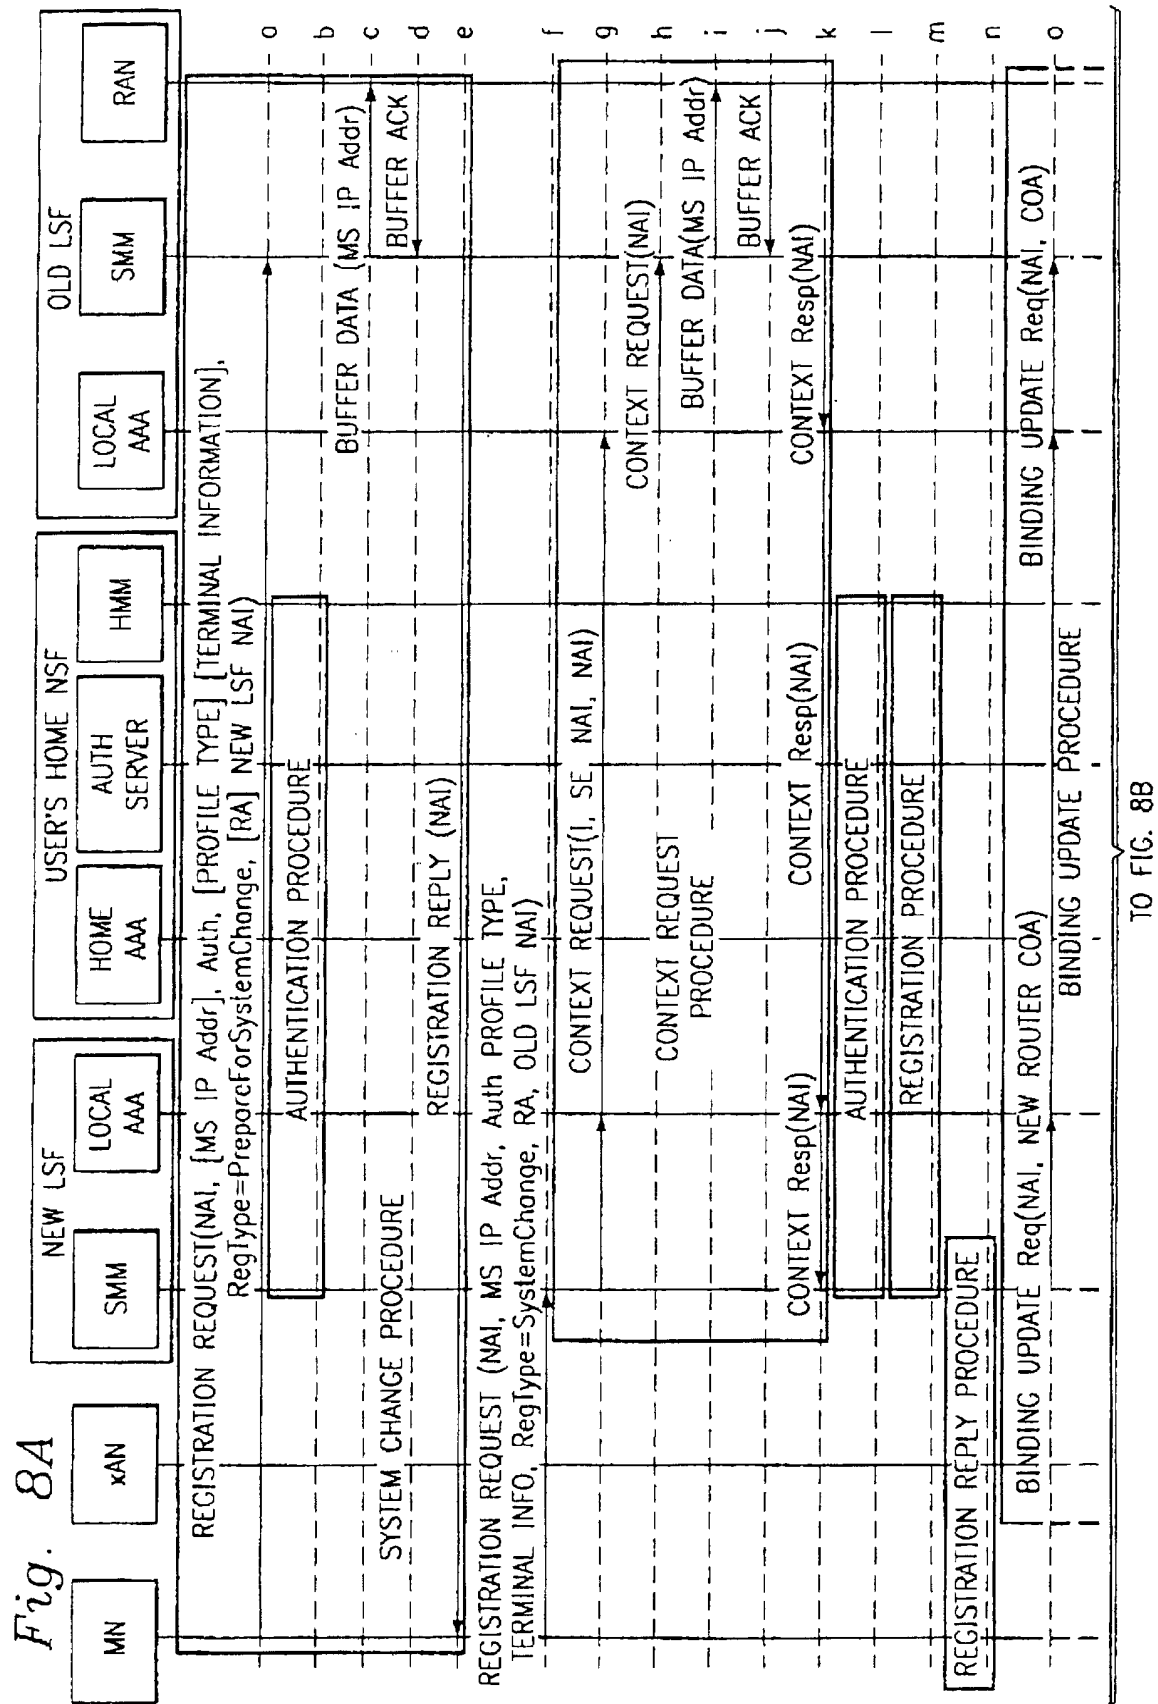 Fig. 8A
NEW LSF
USER'S HOME NSF
OLD LSF
MN
xAN
SMM
LOCAL
AAA
HOME
AAA
AUTH
SERVER
HMM
LOCAL
AAA
SMM
RAN
REGISTRATION REQUEST(NAI, [MS IP Addr], Auth, [PROFILE TYPE] [TERMINAL INFORMATION],
RegType=PrepareForSystemChange, [RA] NEW LSF NAI)
a
AUTHENTICATION PROCEDURE
b
BUFFER DATA (MS IP Addr)
c
SYSTEM CHANGE PROCEDURE
BUFFER ACK
d
REGISTRATION REPLY (NAI)
e
REGISTRATION REQUEST (NAI, MS IP Addr, Auth PROFILE TYPE,
TERMINAL INFO, RegType=SystemChange, RA, OLD LSF NAI)
f
CONTEXT REQUEST(I, SE NAI, NAI)
g
CONTEXT REQUEST(NAI)
h
CONTEXT REQUEST
PROCEDURE
BUFFER DATA(MS IP Addr)
i
BUFFER ACK
j
CONTEXT Resp(NAI)
CONTEXT Resp(NAI)
CONTEXT Resp(NAI)
k
AUTHENTICATION PROCEDURE
l
REGISTRATION PROCEDURE
m
REGISTRATION REPLY PROCEDURE
n
BINDING UPDATE Req(NAI, NEW ROUTER COA)
BINDING UPDATE Req(NAI, COA)
o
BINDING UPDATE PROCEDURE
TO FIG. 8B